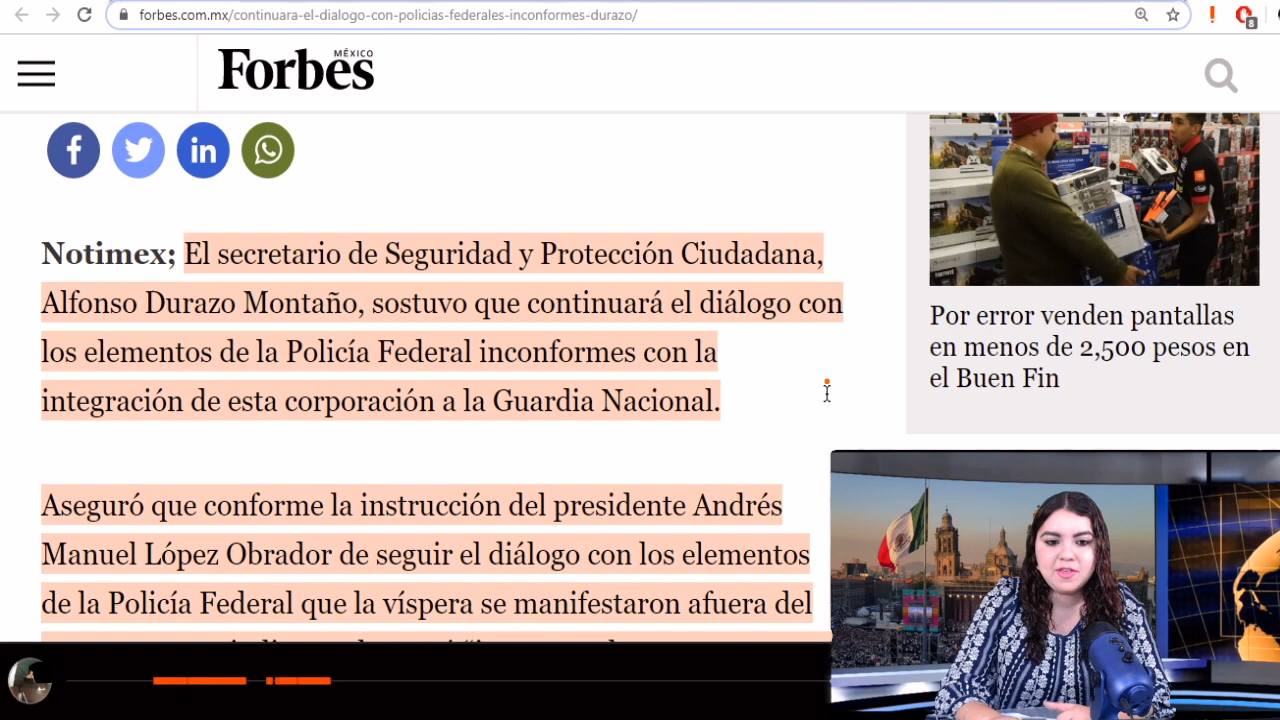 forbes.com.mx/continuara-el-dialogo-con-policias-federales-inconformes-durazo/
8
MÉXICO
Forbes
Notimex; El secretario de Seguridad y Protección Ciudadana,
Alfonso Durazo Montaño, sostuvo que continuará el diálogo con
los elementos de la Policía Federal inconformes con la
integración de esta corporación a la Guardia Nacional.
Aseguró que conforme la instrucción del presidente Andrés
Manuel López Obrador de seguir el diálogo con los elementos
de la Policía Federal que la víspera se manifestaron afuera del
Por error venden pantallas
en menos de 2,500 pesos en
el Buen Fin